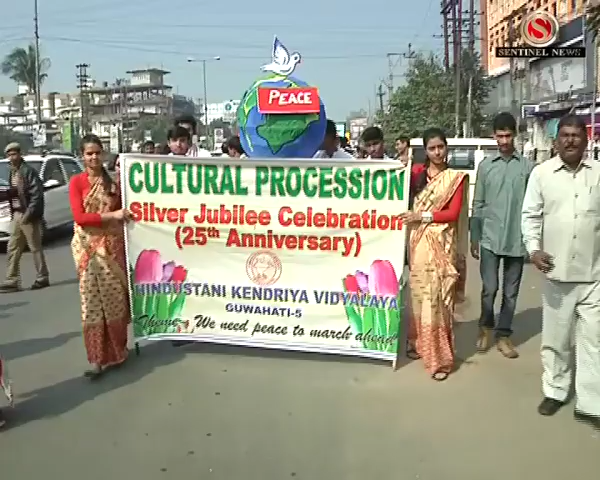 S
SENTINEL NEWS
PEACE
CULTURAL PROCESSION
Silver Jubilee Celebration
(25th Anniversary)
HINDUSTANI KENDRIYA VIDYALAYA
GUWAHATI-5
Theme :- We need peace to march ahead